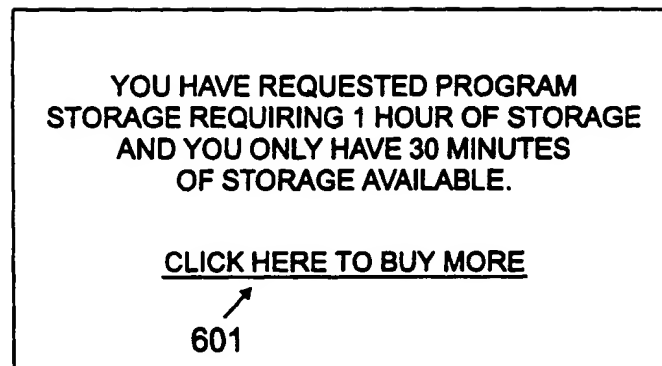 YOU HAVE REQUESTED PROGRAM
STORAGE REQUIRING 1 HOUR OF STORAGE
AND YOU ONLY HAVE 30 MINUTES
OF STORAGE AVAILABLE.
CLICK HERE TO BUY MORE
601